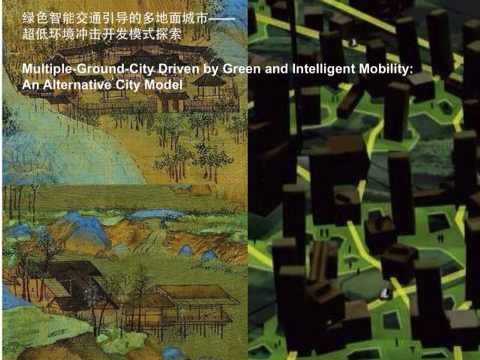 绿色智能交通引导的多地面城市——
超低环境冲击开发模式探索
Multiple-Ground-City Driven by Green and Intelligent Mobility:
An Alternative City Model